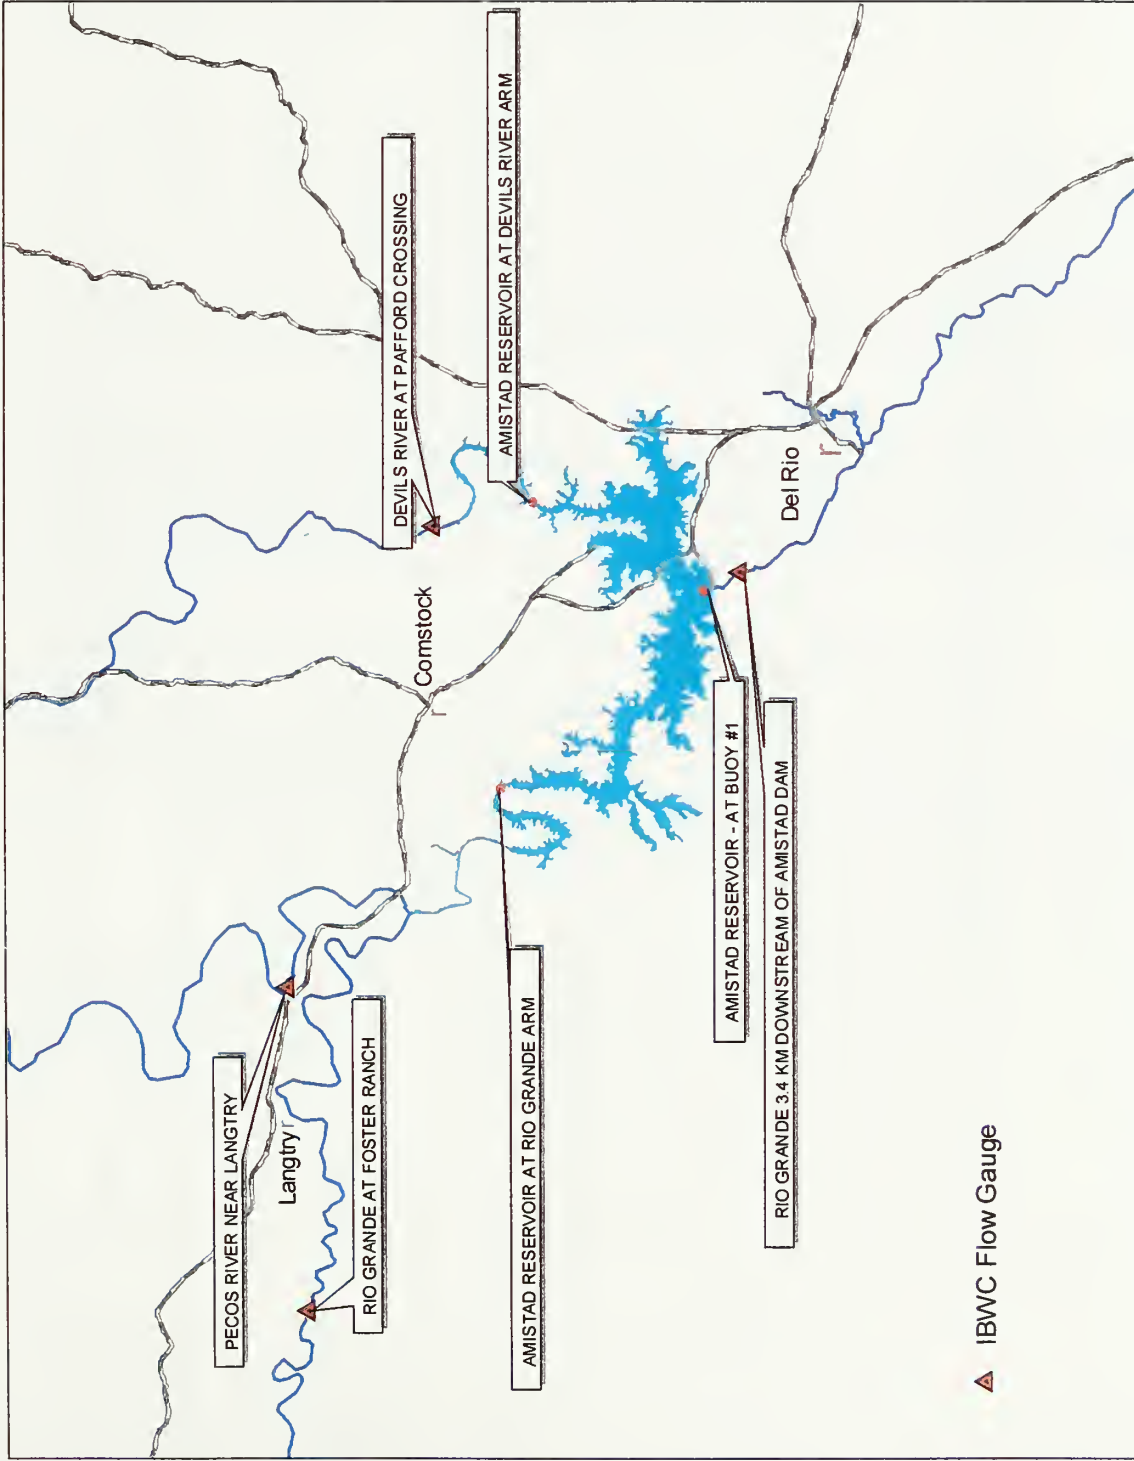 PECOS RIVER NEAR LANGTRY
Langtry
RIO GRANDE AT FOSTER RANCH
DEVILS RIVER AT PAFFORD CROSSING
Comstock
AMISTAD RESERVOIR AT DEVILS RIVER ARM
AMISTAD RESERVOIR AT RIO GRANDE ARM
AMISTAD RESERVOIR - AT BUOY #1
RIO GRANDE 3.4 KM DOWNSTREAM OF AMISTAD DAM
Del Rio
IBWC Flow Gauge